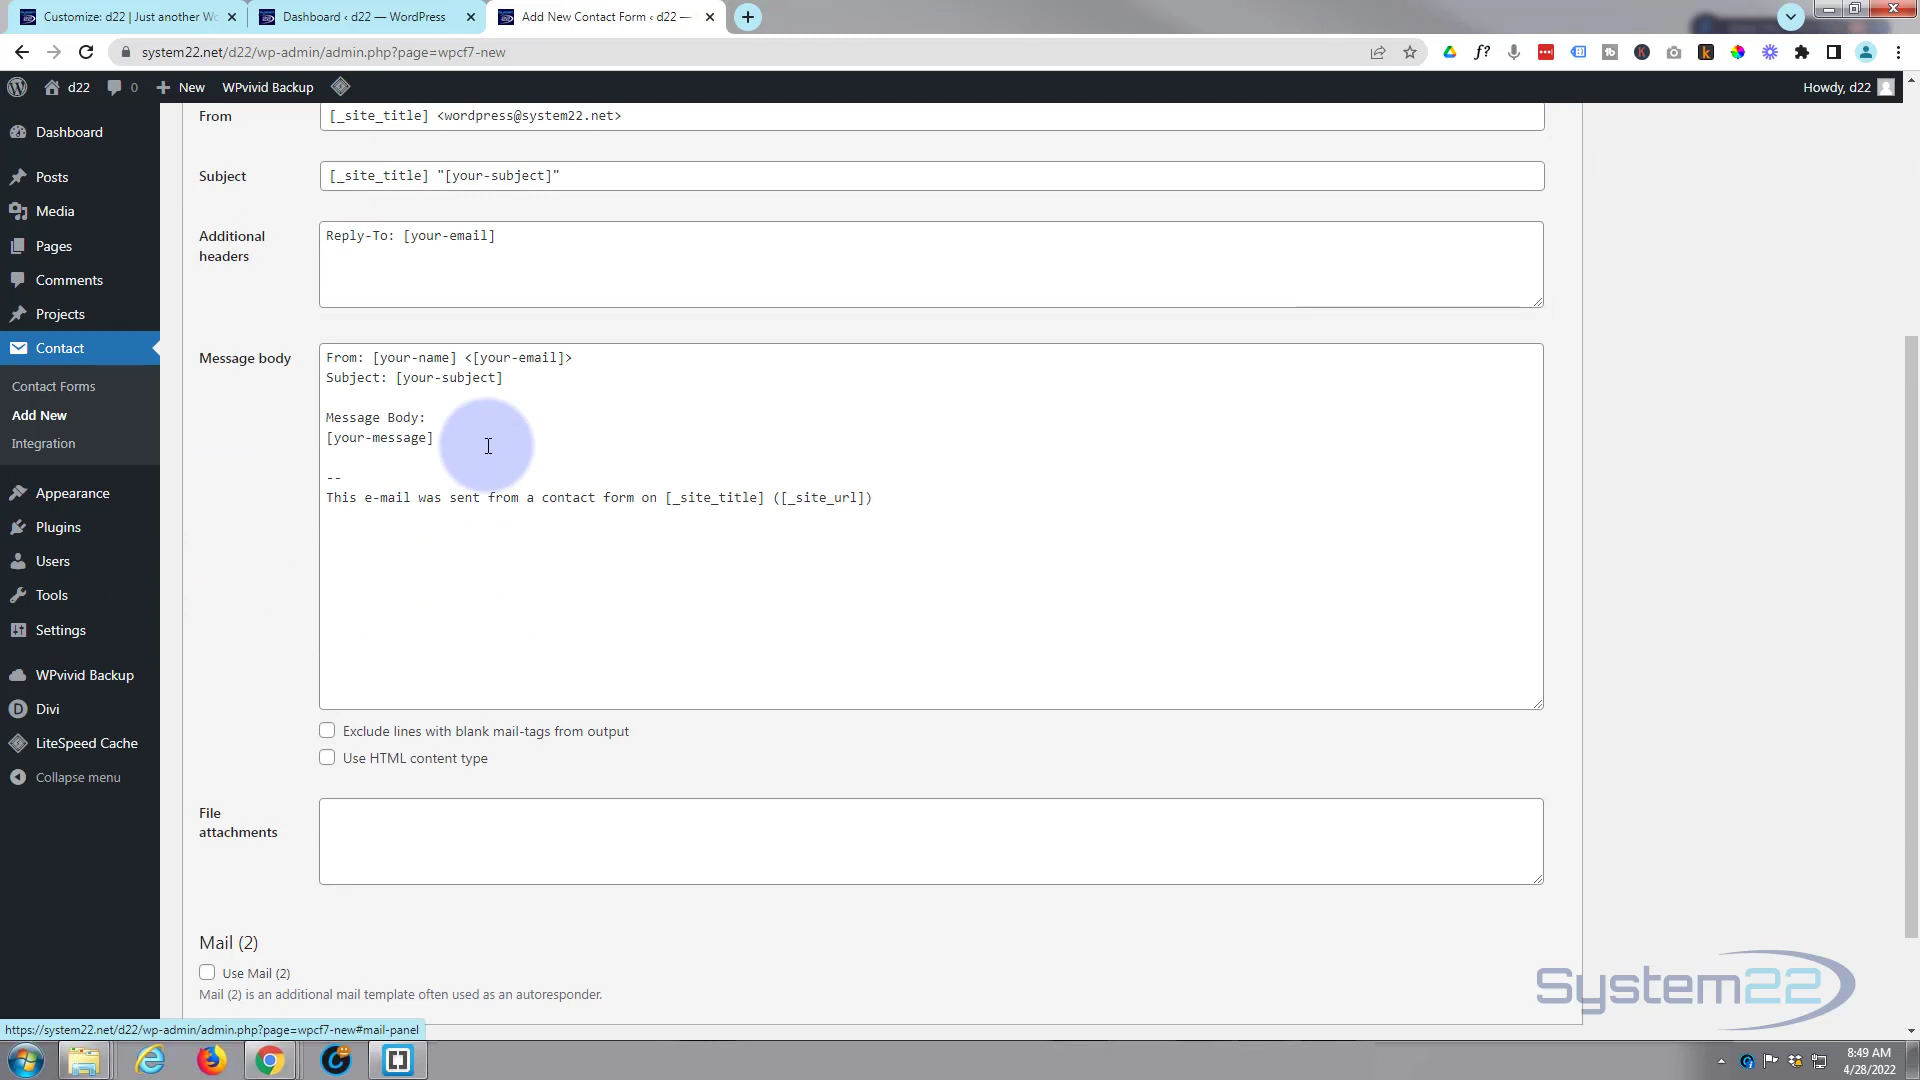 Customize: d22 | Just another Wo
Dashboard ‹ d22 — WordPress
Add New Contact Form ‹ d22 —
system22.net/d22/wp-admin/admin.php?page=wpcf7-new
d22
0
New
WPvivid Backup
Howdy, d22
Dashboard
Posts
Media
Pages
Comments
Projects
Contact
Contact Forms
Add New
Integration
Appearance
Plugins
Users
Tools
Settings
WPvivid Backup
Divi
LiteSpeed Cache
Collapse menu
From
[_site_title] <wordpress@system22.net>
Subject
[_site_title] "[your-subject]"
Additional
headers
Reply-To: [your-email]
Message body
From: [your-name] <[your-email]>
Subject: [your-subject]
Message Body:
[your-message]
--
This e-mail was sent from a contact form on [_site_title] ([_site_url])
Exclude lines with blank mail-tags from output
Use HTML content type
File
attachments
Mail (2)
Use Mail (2)
Mail (2) is an additional mail template often used as an autoresponder.
System22
https://system22.net/d22/wp-admin/admin.php?page=wpcf7-new#mail-panel
8:49 AM
4/28/2022